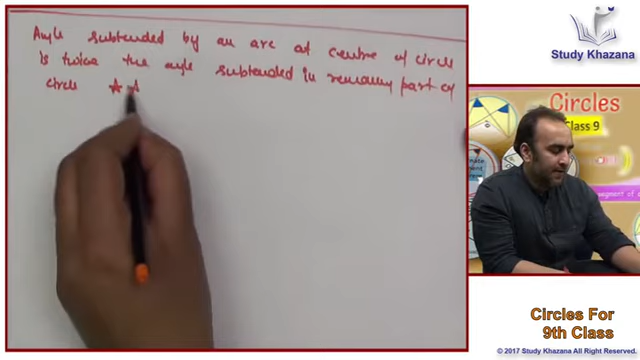 Angle subtended by an arc at centre of circle
is twice the angle subtended in remaining part of
circle
Study Khazana
Circles
Class 9
Circles For
9th Class
© 2017 Study Khazana. All Right Reserved.